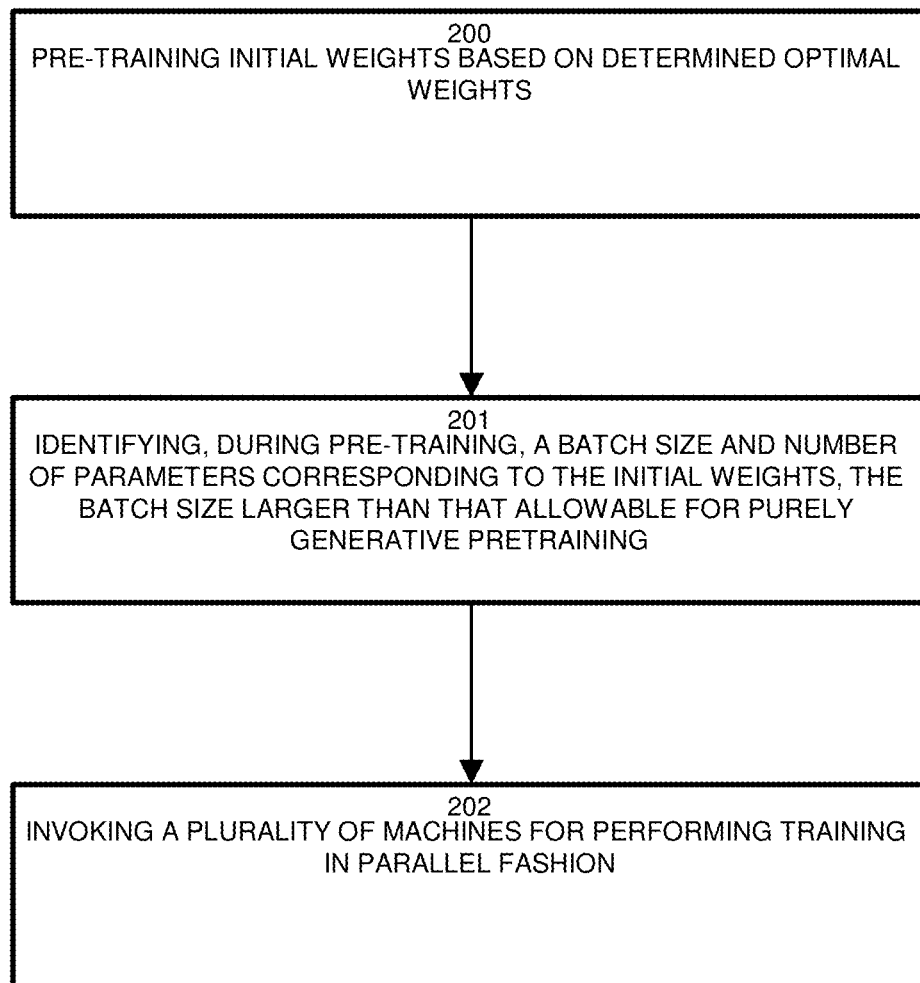 200
PRE-TRAINING INITIAL WEIGHTS BASED ON DETERMINED OPTIMAL
WEIGHTS
201
IDENTIFYING, DURING PRE-TRAINING, A BATCH SIZE AND NUMBER
OF PARAMETERS CORRESPONDING TO THE INITIAL WEIGHTS, THE
BATCH SIZE LARGER THAN THAT ALLOWABLE FOR PURELY
GENERATIVE PRETRAINING
202
INVOKING A PLURALITY OF MACHINES FOR PERFORMING TRAINING
IN PARALLEL FASHION